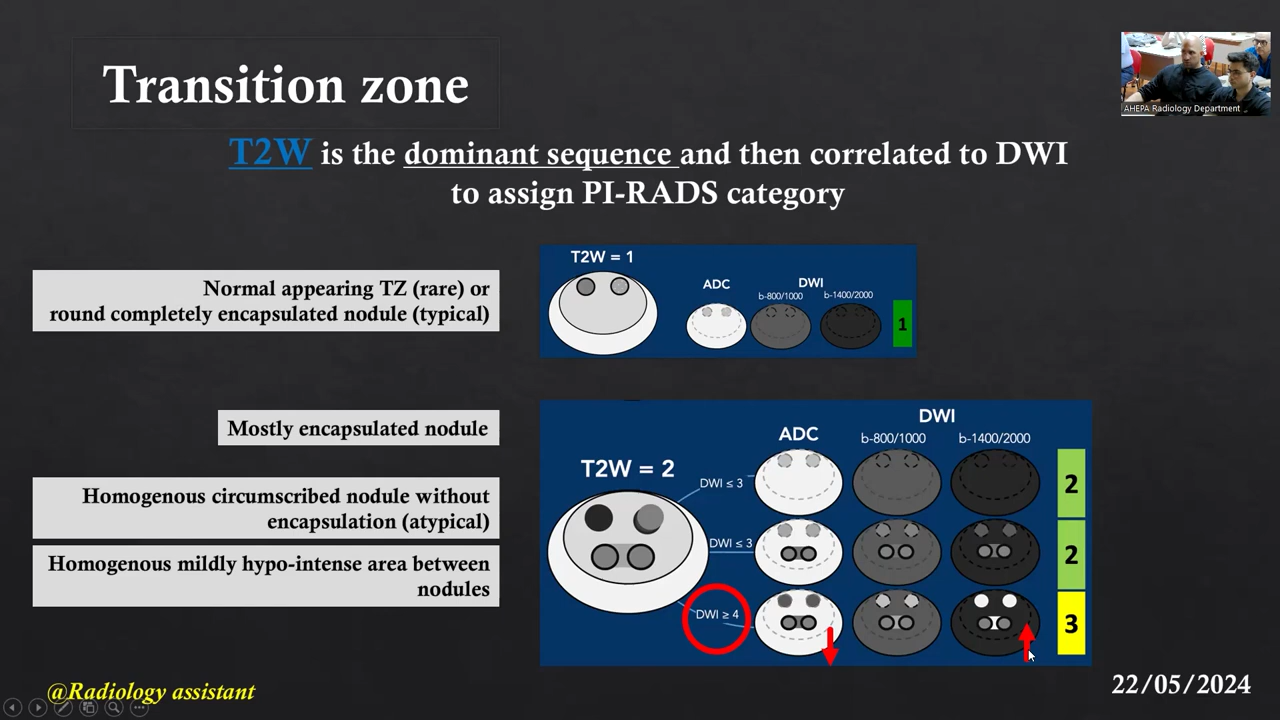 Transition zone
AHEPA Radiology Department
T2W is the dominant sequence and then correlated to DWI
to assign PI-RADS category
Normal appearing TZ (rare) or
round completely encapsulated nodule (typical)
T2W = 1
ADC
DWI
b-800/1000
b-1400/2000
1
Mostly encapsulated nodule
Homogenous circumscribed nodule without
encapsulation (atypical)
Homogenous mildly hypo-intense area between
nodules
T2W = 2
DWI
ADC
b-800/1000
b-1400/2000
DWI ≤ 3
2
DWI ≤ 3
2
DWI ≥ 4
3
@Radiology assistant
22/05/2024